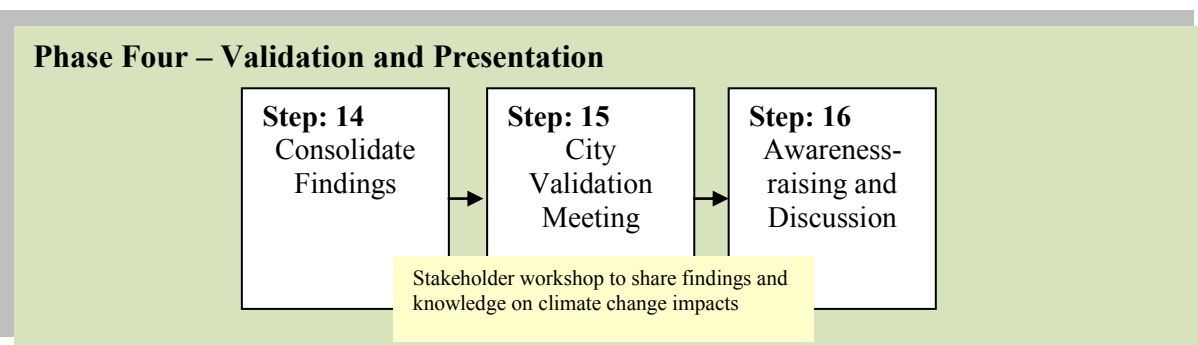 Phase Four – Validation and Presentation
Step: 14
Consolidate
Findings
Step: 15
City
Validation
Meeting
Step: 16
Awareness-
raising and
Discussion
Stakeholder workshop to share findings and
knowledge on climate change impacts